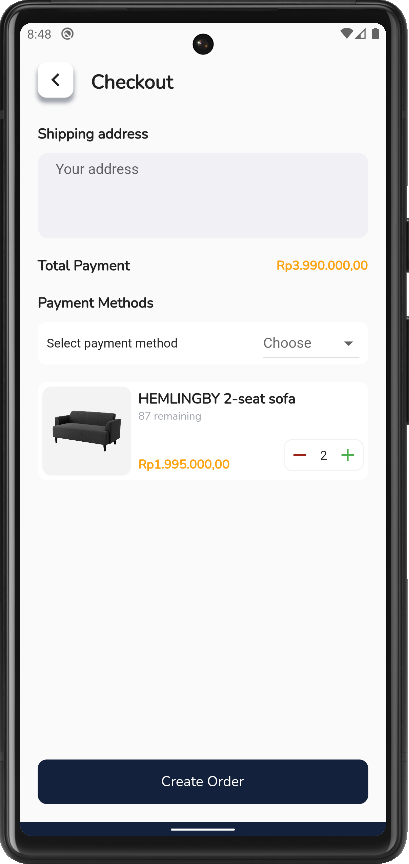 8:48
Checkout
Shipping address
Your address
Total Payment Rp3.990.000,00
Payment Methods
Select payment method Choose
HEMLINGBY 2-seat sofa
87 remaining
Rp1.995.000,00 2
Create Order